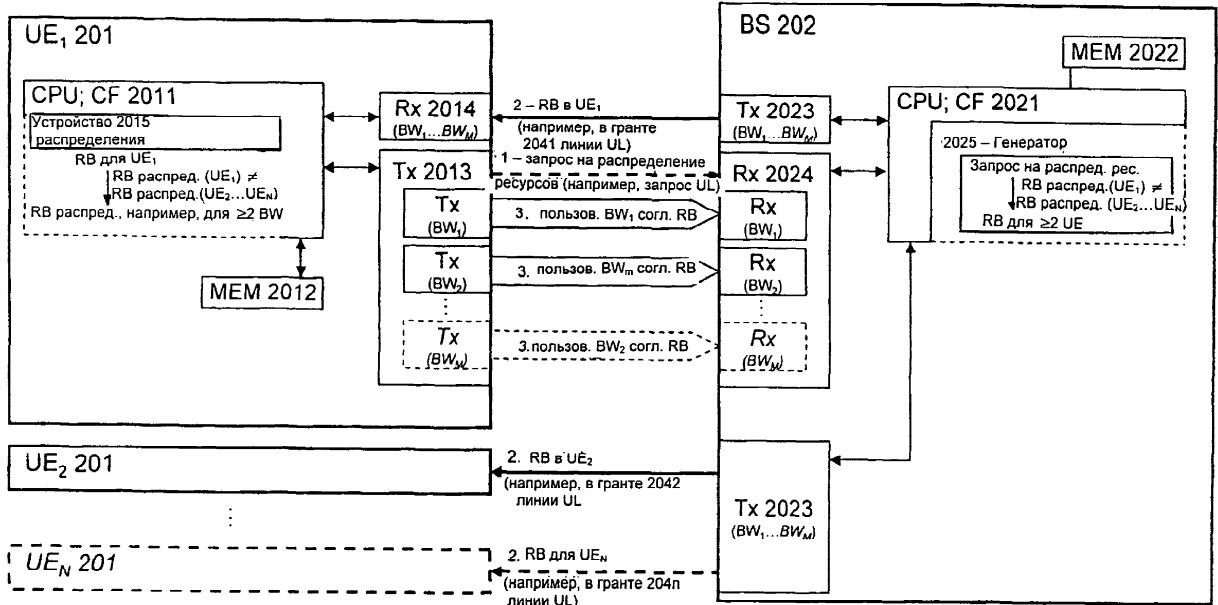 UE₁ 201
CPU; CF 2011
Устройство 2015
распределения
RB для UE₁
RB распред. (UE₁) ≠
RB распред.(UE₂...UEₙ)
RB распред., например, для ≥2 BW
MEM 2012
Rx 2014
(BW₁...BWₘ)
Tx 2013
Tx
(BW₁)
Tx
(BW₂)
Tx
(BWₘ)
2 – RB в UE₁
(например, в гранте
2041 линии UL)
1 – запрос на распределение
ресурсов (например, запрос UL)
3. пользов. BW₁ согл. RB
3. пользов. BWₘ согл. RB
3. пользов. BW₂ согл. RB
BS 202
MEM 2022
Tx 2023
(BW₁...BWₘ)
CPU; CF 2021
2025 – Генератор
Запрос на распред. рес.
RB распред.(UE₁) ≠
RB распред. (UE₂...UEₙ)
RB для ≥2 UE
Rx 2024
Rx
(BW₁)
Rx
(BW₂)
Rx
(BWₘ)
UE₂ 201
2. RB в UE₂
(например, в гранте 2042
линии UL
Tx 2023
(BW₁...BWₘ)
UEₙ 201
2. RB для UEₙ
(например, в гранте 204п
линии UL)